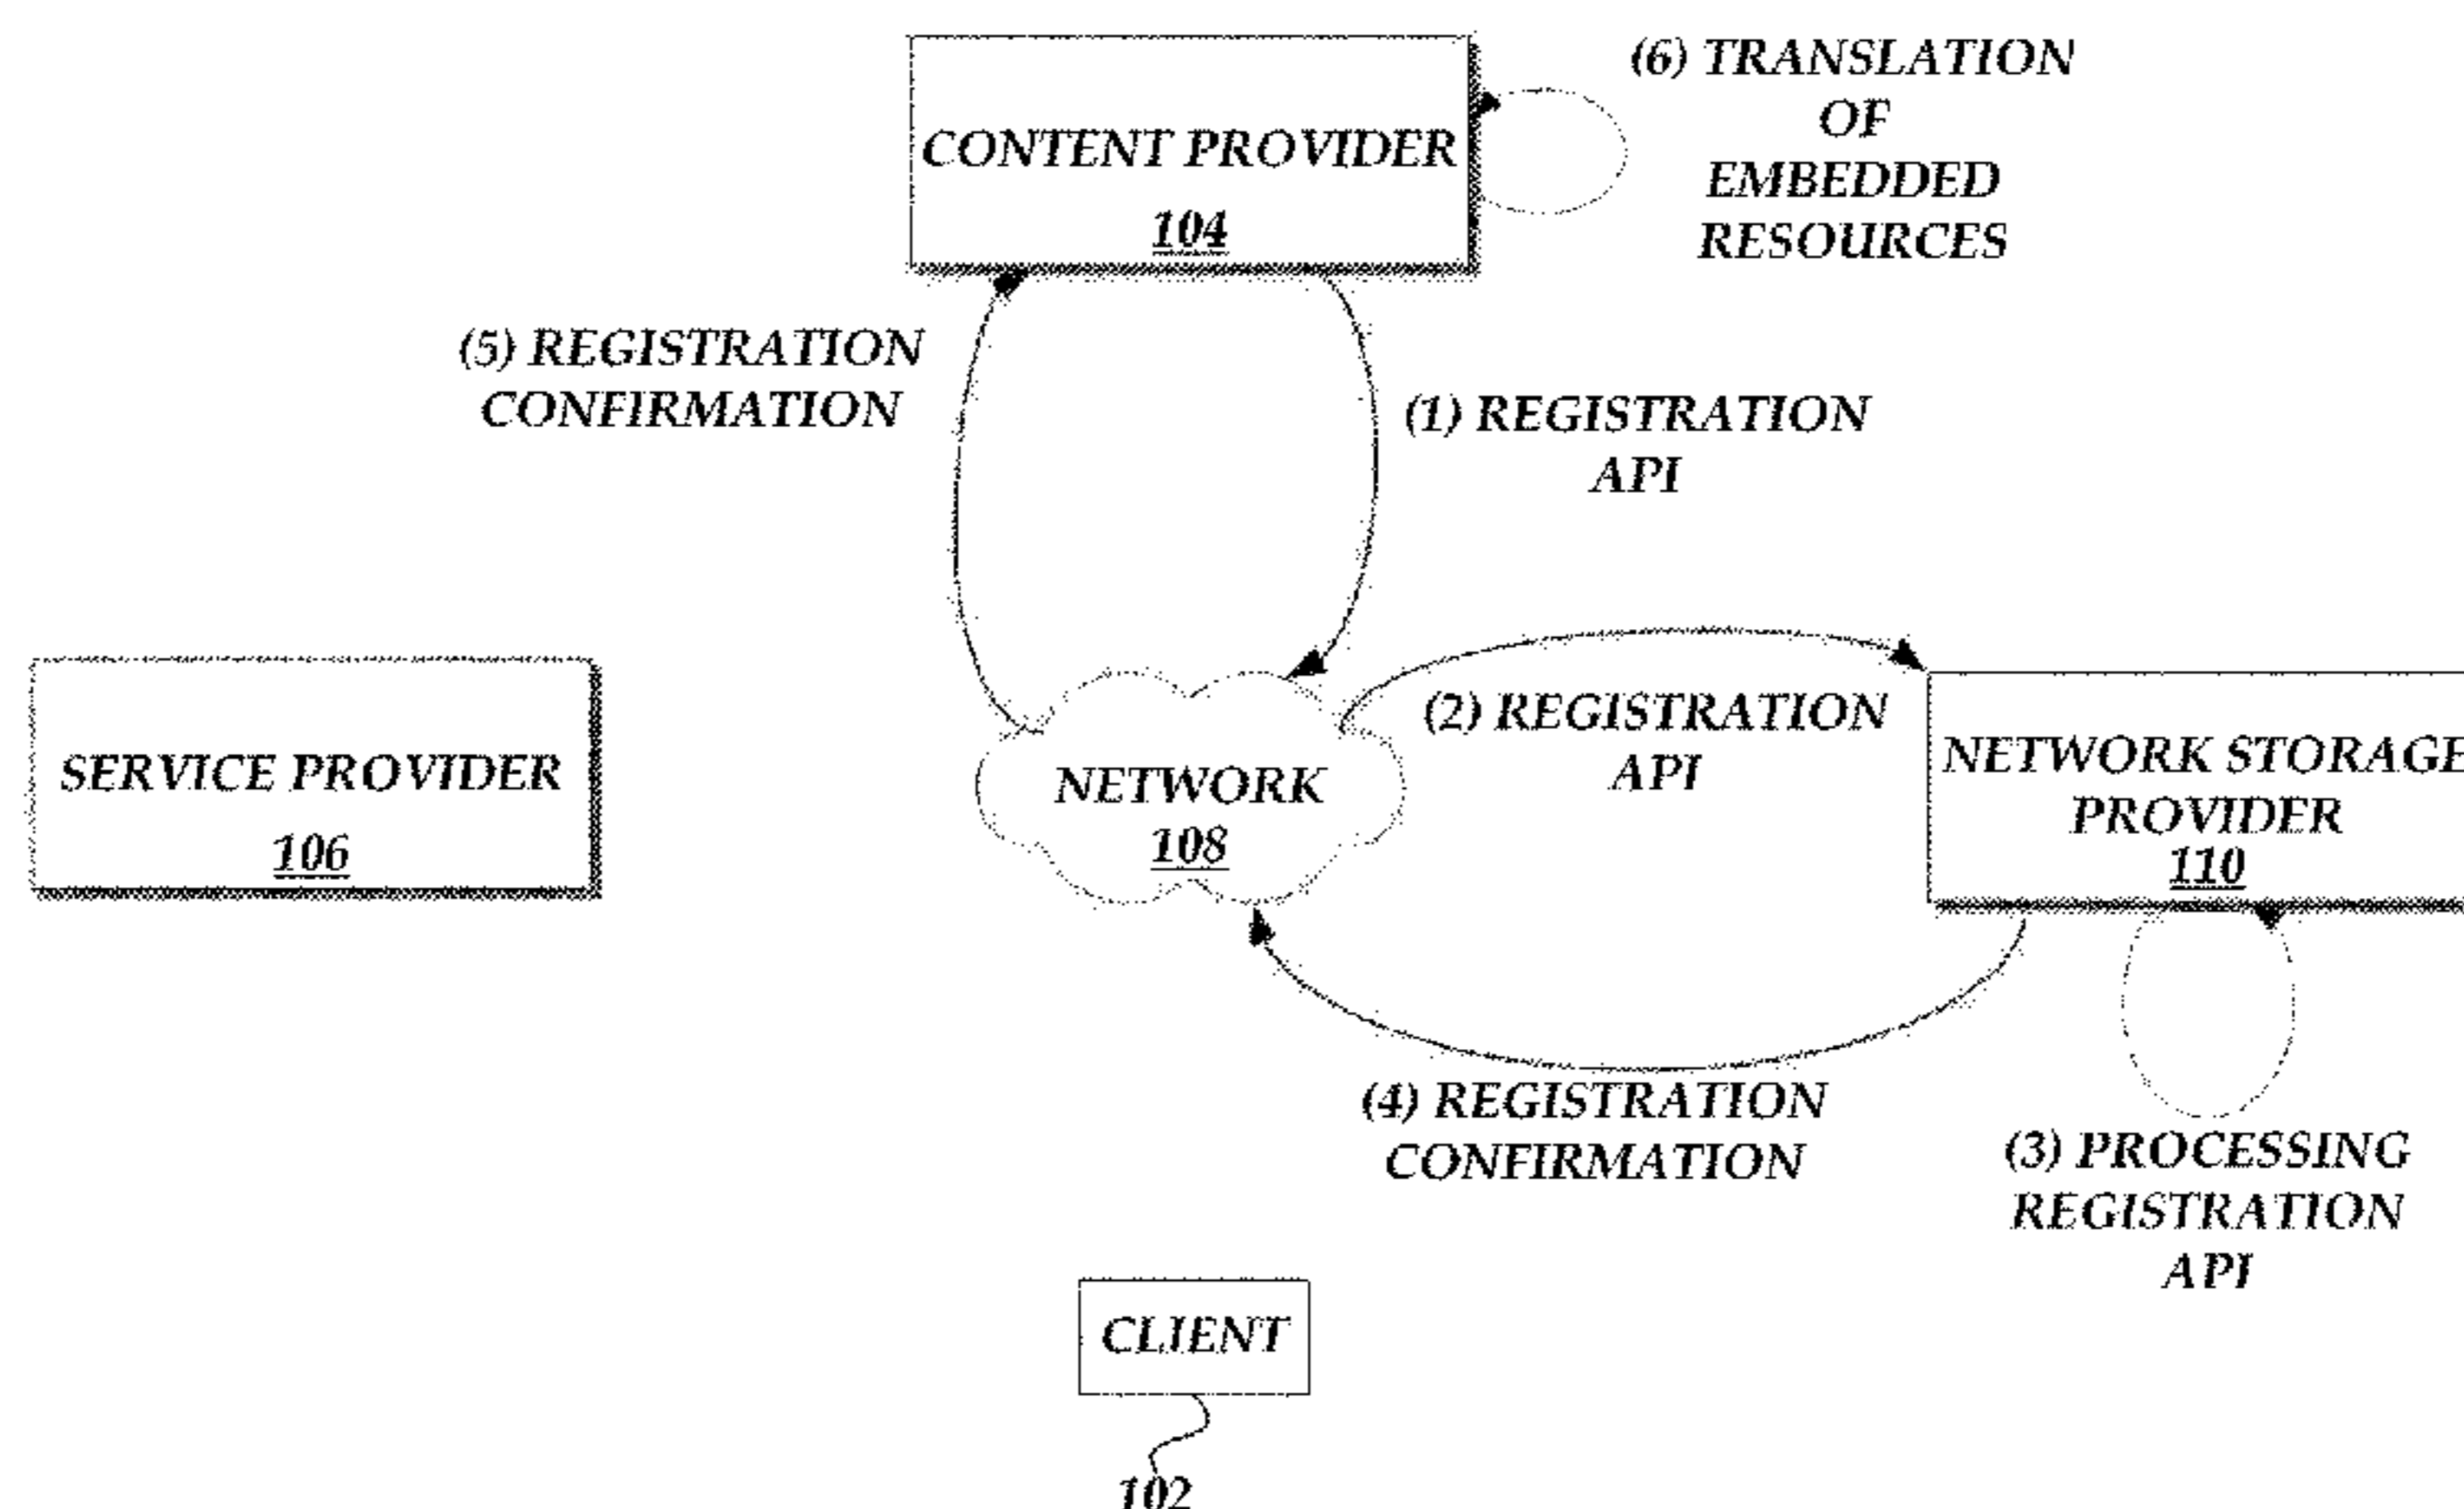 CONTENT PROVIDER
104
(6) TRANSLATION
OF
EMBEDDED
RESOURCES
(5) REGISTRATION
CONFIRMATION
(1) REGISTRATION
API
SERVICE PROVIDER
106
NETWORK
108
(2) REGISTRATION
API
NETWORK STORAGE
PROVIDER
110
(4) REGISTRATION
CONFIRMATION
(3) PROCESSING
REGISTRATION
API
CLIENT
102